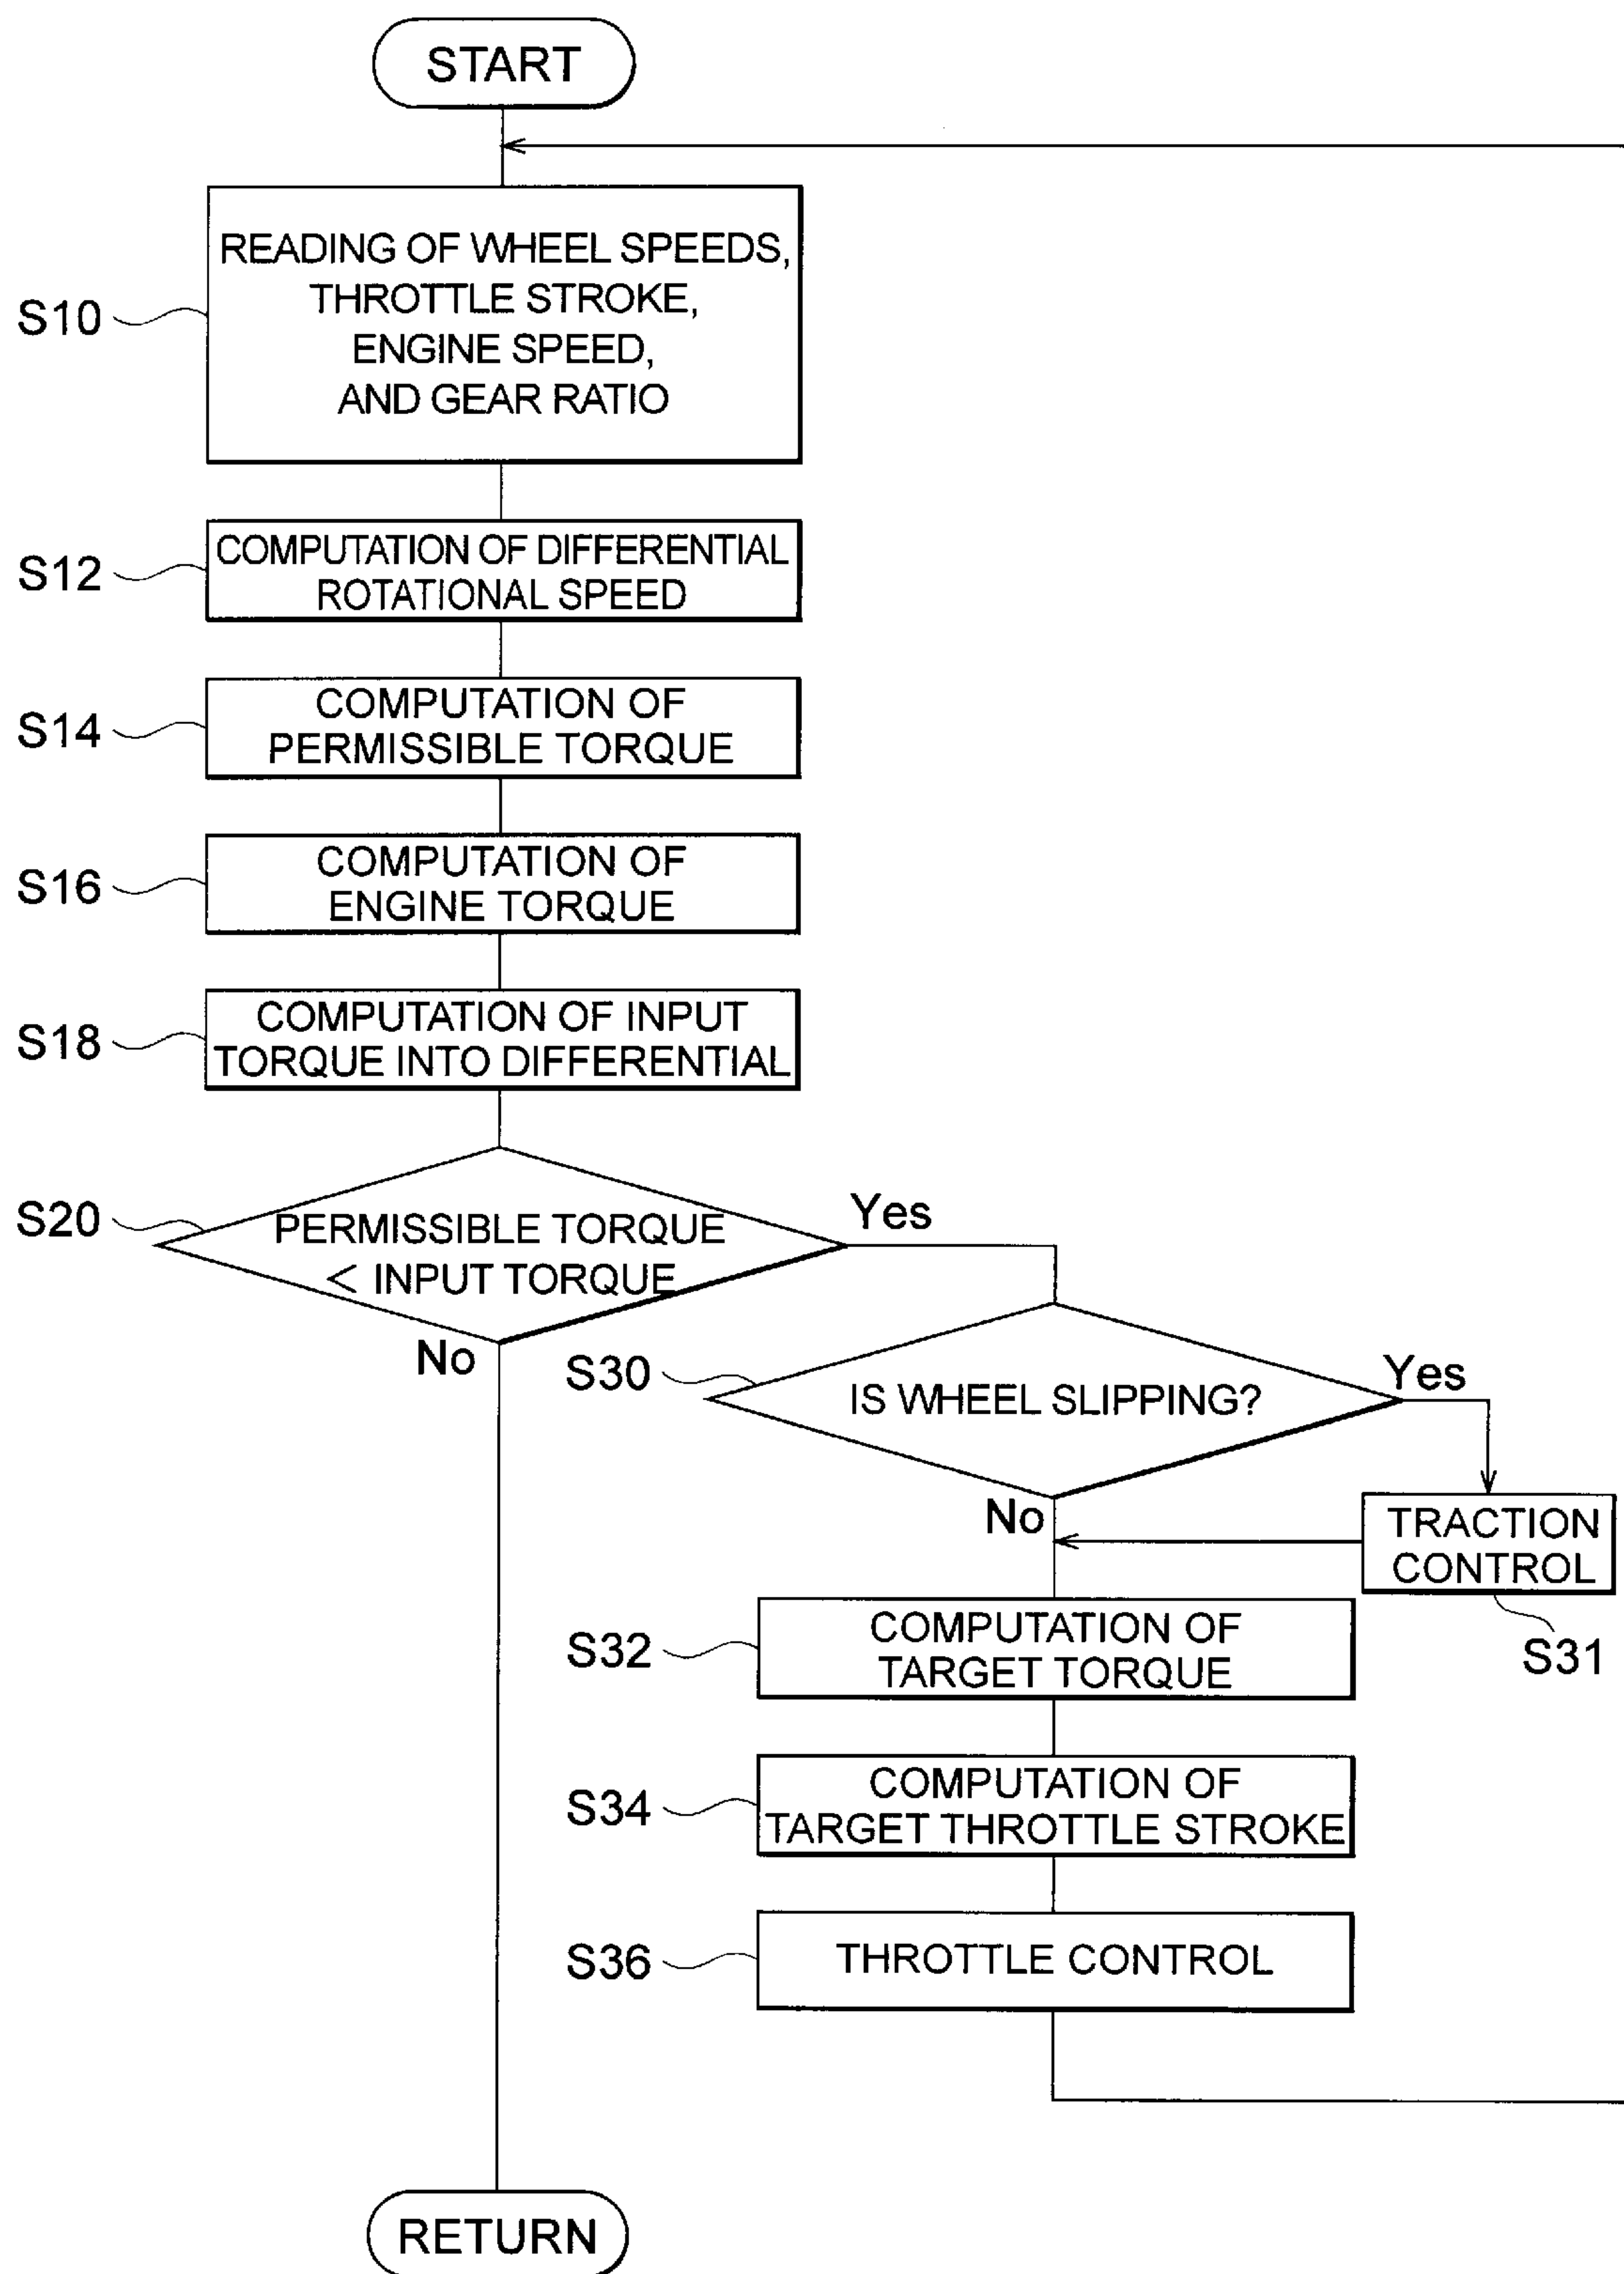 START
S10
READING OF WHEEL SPEEDS,
THROTTLE STROKE,
ENGINE SPEED,
AND GEAR RATIO
S12
COMPUTATION OF DIFFERENTIAL
ROTATIONAL SPEED
S14
COMPUTATION OF
PERMISSIBLE TORQUE
S16
COMPUTATION OF
ENGINE TORQUE
S18
COMPUTATION OF INPUT
TORQUE INTO DIFFERENTIAL
S20
PERMISSIBLE TORQUE
< INPUT TORQUE
Yes
No
S30
IS WHEEL SLIPPING?
Yes
No
TRACTION
CONTROL
S31
S32
COMPUTATION OF
TARGET TORQUE
S34
COMPUTATION OF
TARGET THROTTLE STROKE
S36
THROTTLE CONTROL
RETURN